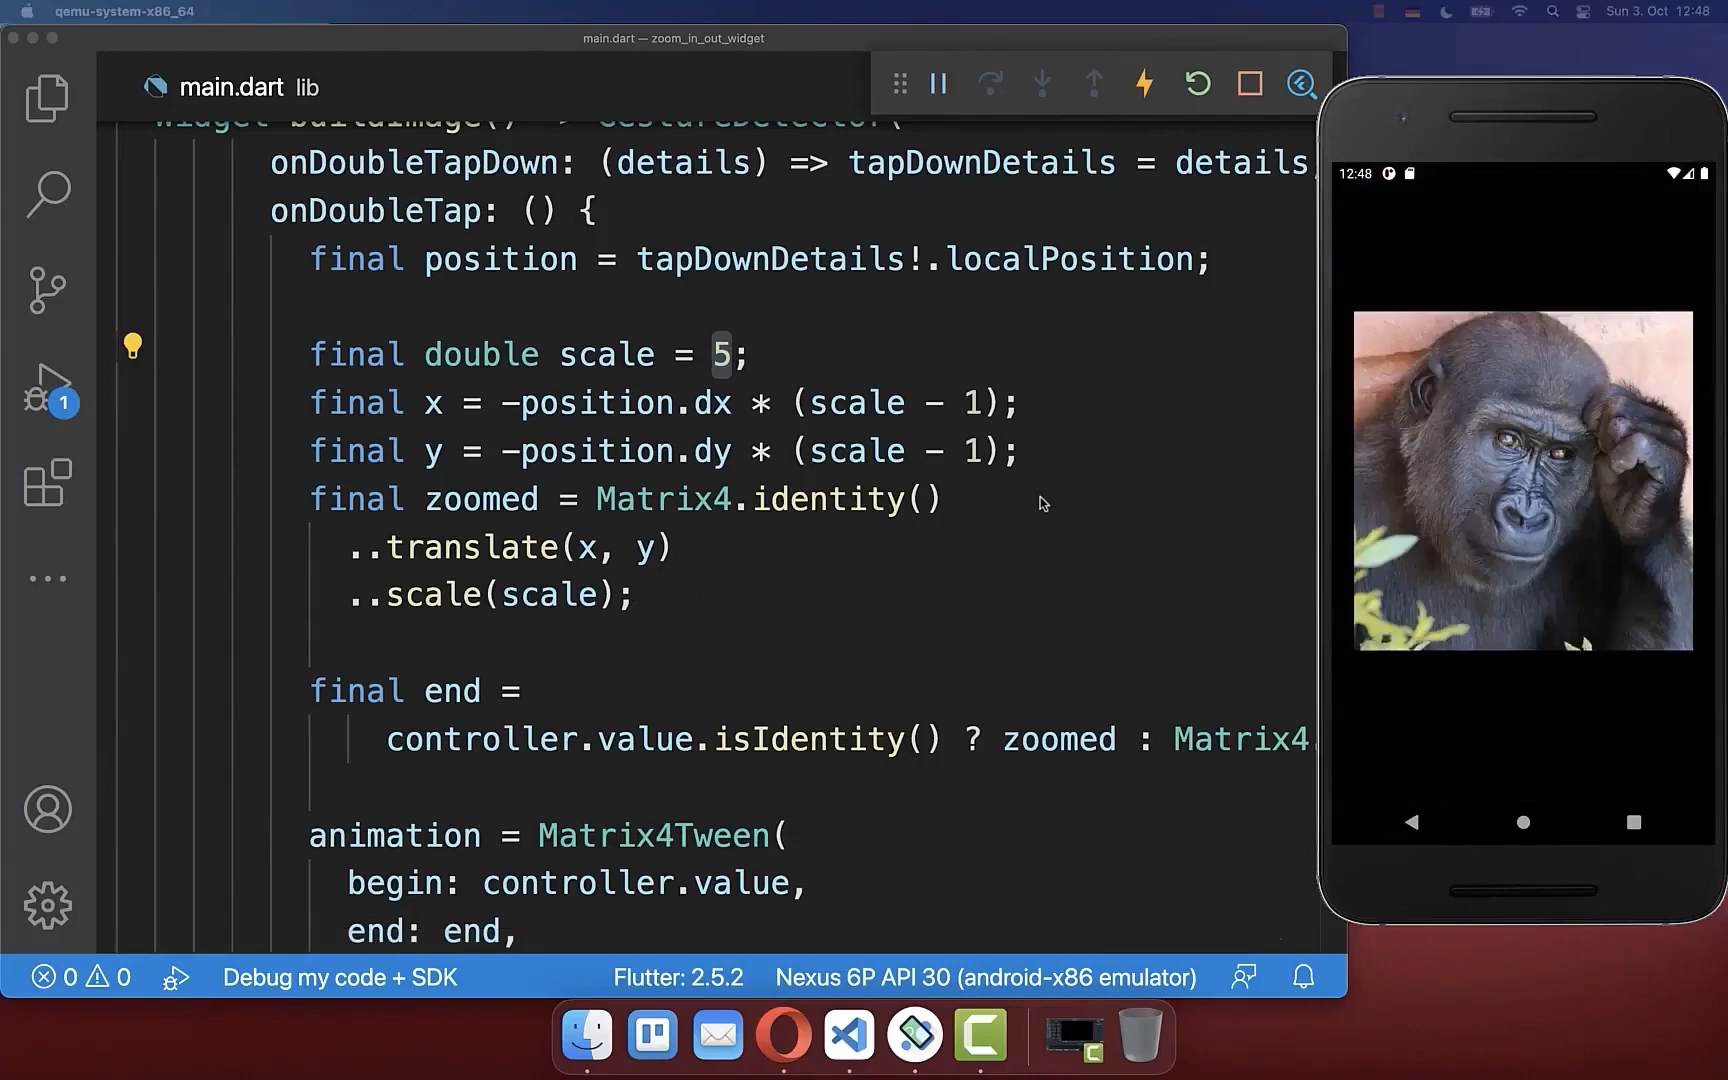 qemu-system-x86_64
Sun 3. Oct 12:48
main.dart — zoom_in_out_widget
main.dart lib
Widget buildImage() => GestureDetector(
onDoubleTapDown: (details) => tapDownDetails = details,
onDoubleTap: () {
final position = tapDownDetails!.localPosition;
final double scale = 5;
final x = -position.dx * (scale - 1);
final y = -position.dy * (scale - 1);
final zoomed = Matrix4.identity()
..translate(x, y)
..scale(scale);
final end =
controller.value.isIdentity() ? zoomed : Matrix4.
animation = Matrix4Tween(
begin: controller.value,
end: end,
1
12:48
0 0
Debug my code + SDK
Flutter: 2.5.2
Nexus 6P API 30 (android-x86 emulator)